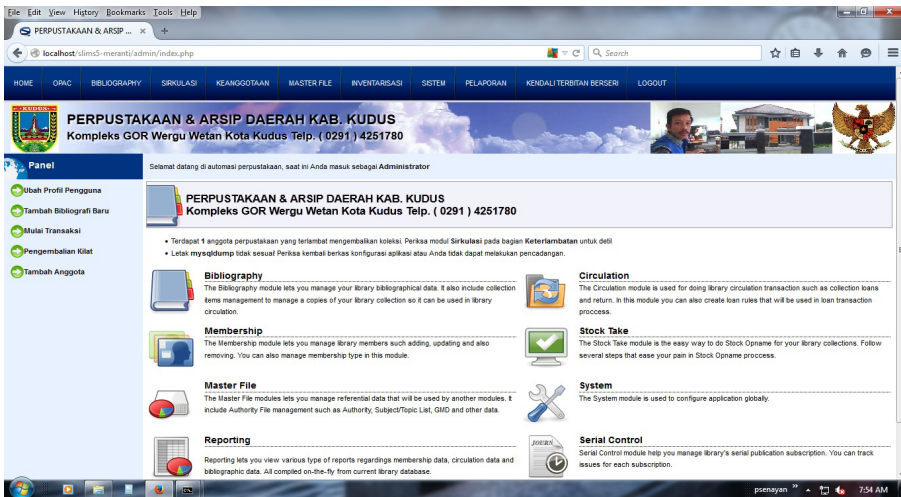 File Edit View History Bookmarks Tools Help
PERPUSTAKAAN & ARSIP ... × +
localhost/slims5-meranti/admin/index.php
Search
HOME OPAC BIBLIOGRAPHY SIRKULASI KEANGGOTAAN MASTER FILE INVENTARISASI SISTEM PELAPORAN KENDALI TERBITAN BERSERI LOGOUT
KUDUS
PERPUSTAKAAN & ARSIP DAERAH KAB. KUDUS
Kompleks GOR Wergu Wetan Kota Kudus Telp. ( 0291 ) 4251780
Panel
Selamat datang di automasi perpustakaan, saat ini Anda masuk sebagai Administrator
Ubah Profil Pengguna
Tambah Bibliografi Baru
Mulai Transaksi
Pengembalian Kilat
Tambah Anggota
PERPUSTAKAAN & ARSIP DAERAH KAB. KUDUS
Kompleks GOR Wergu Wetan Kota Kudus Telp. ( 0291 ) 4251780
• Terdapat 1 anggota perpustakaan yang terlambat mengembalikan koleksi. Periksa modul Sirkulasi pada bagian Keterlambatan untuk detil
• Letak mysqldump tidak sesuai! Periksa kembali berkas konfigurasi aplikasi atau Anda tidak dapat melakukan pencadangan.
Bibliography
The Bibliography module lets you manage your library bibliographical data. It also include collection
items management to manage a copies of your library collection so it can be used in library
circulation.
Circulation
The Circulation module is used for doing library circulation transaction such as collection loans
and return. In this module you can also create loan rules that will be used in loan transaction
proccess.
Membership
The Membership module lets you manage library members such adding, updating and also
removing. You can also manage membership type in this module.
Stock Take
The Stock Take module is the easy way to do Stock Opname for your library collections. Follow
several steps that ease your pain in Stock Opname proccess.
Master File
The Master File modules lets you manage referential data that will be used by another modules. It
include Authority File management such as Authority, Subject/Topic List, GMD and other data.
System
The System module is used to configure application globally.
Reporting
Reporting lets you view various type of reports regardings membership data, circulation data and
bibliographic data. All compiled on-the-fly from current library database.
JOURN
Serial Control
Serial Control module help you manage library's serial publication subscription. You can track
issues for each subscription.
psenayan » 7:54 AM